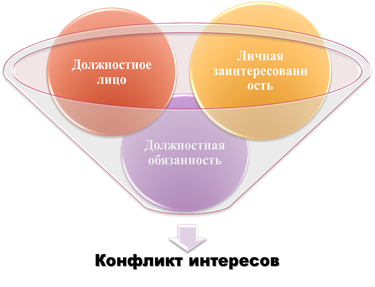 Должностное
лицо
Личная
заинтересованн
ость
Должностная
обязанность
Конфликт интересов